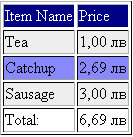 Item Name Price
Tea 1,00 лв
Catchup 2,69 лв
Sausage 3,00 лв
Total: 6,69 лв